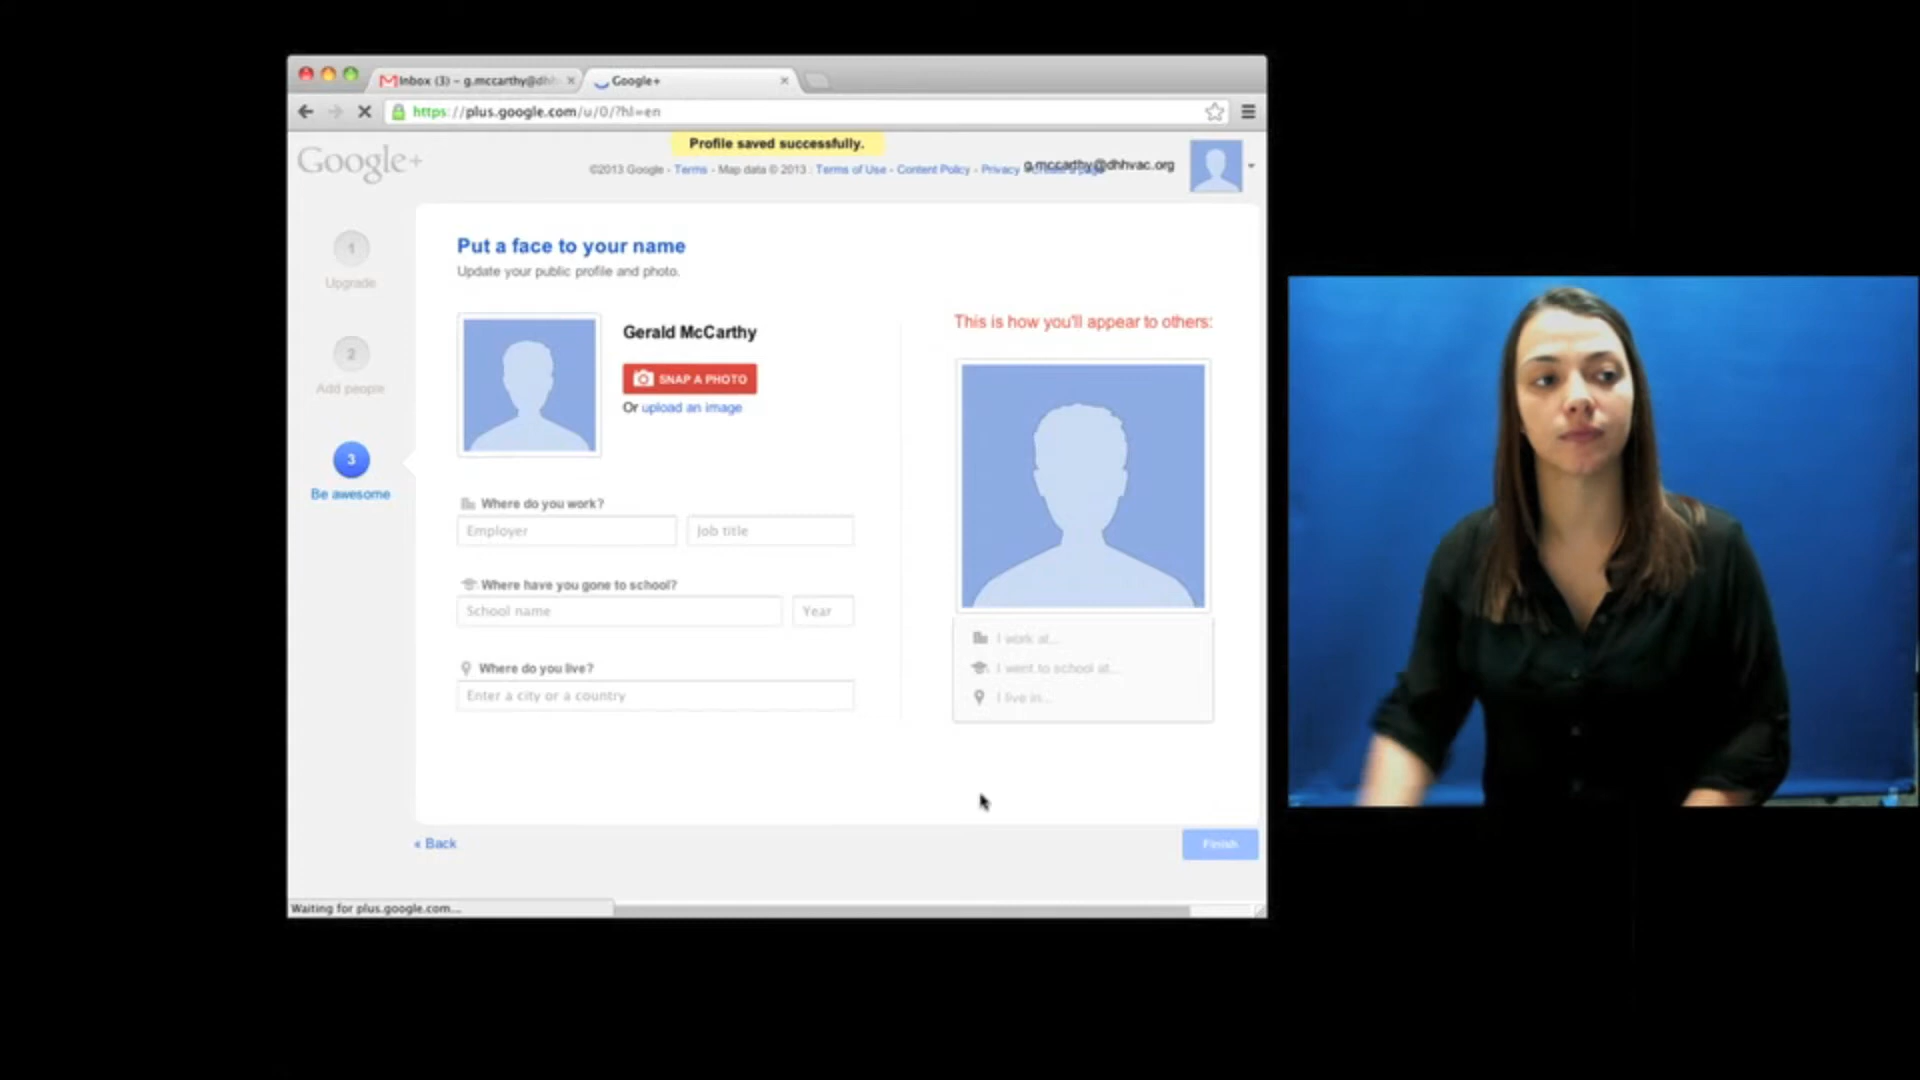 Inbox (3) – g.mccarthy@dhh
Google+
https://plus.google.com/u/0/?hl=en
Profile saved successfully.
Google+
©2013 Google - Terms - Map data © 2013 : Terms of Use - Content Policy - Privacy
g.mccarthy@dhhvac.org
1
Upgrade
2
Add people
3
Be awesome
Put a face to your name
Update your public profile and photo.
Gerald McCarthy
SNAP A PHOTO
Or upload an image
Where do you work?
Employer
Job title
Where have you gone to school?
School name
Year
Where do you live?
Enter a city or a country
This is how you'll appear to others:
I work at...
I went to school at...
I live in...
« Back
Finish
Waiting for plus.google.com...